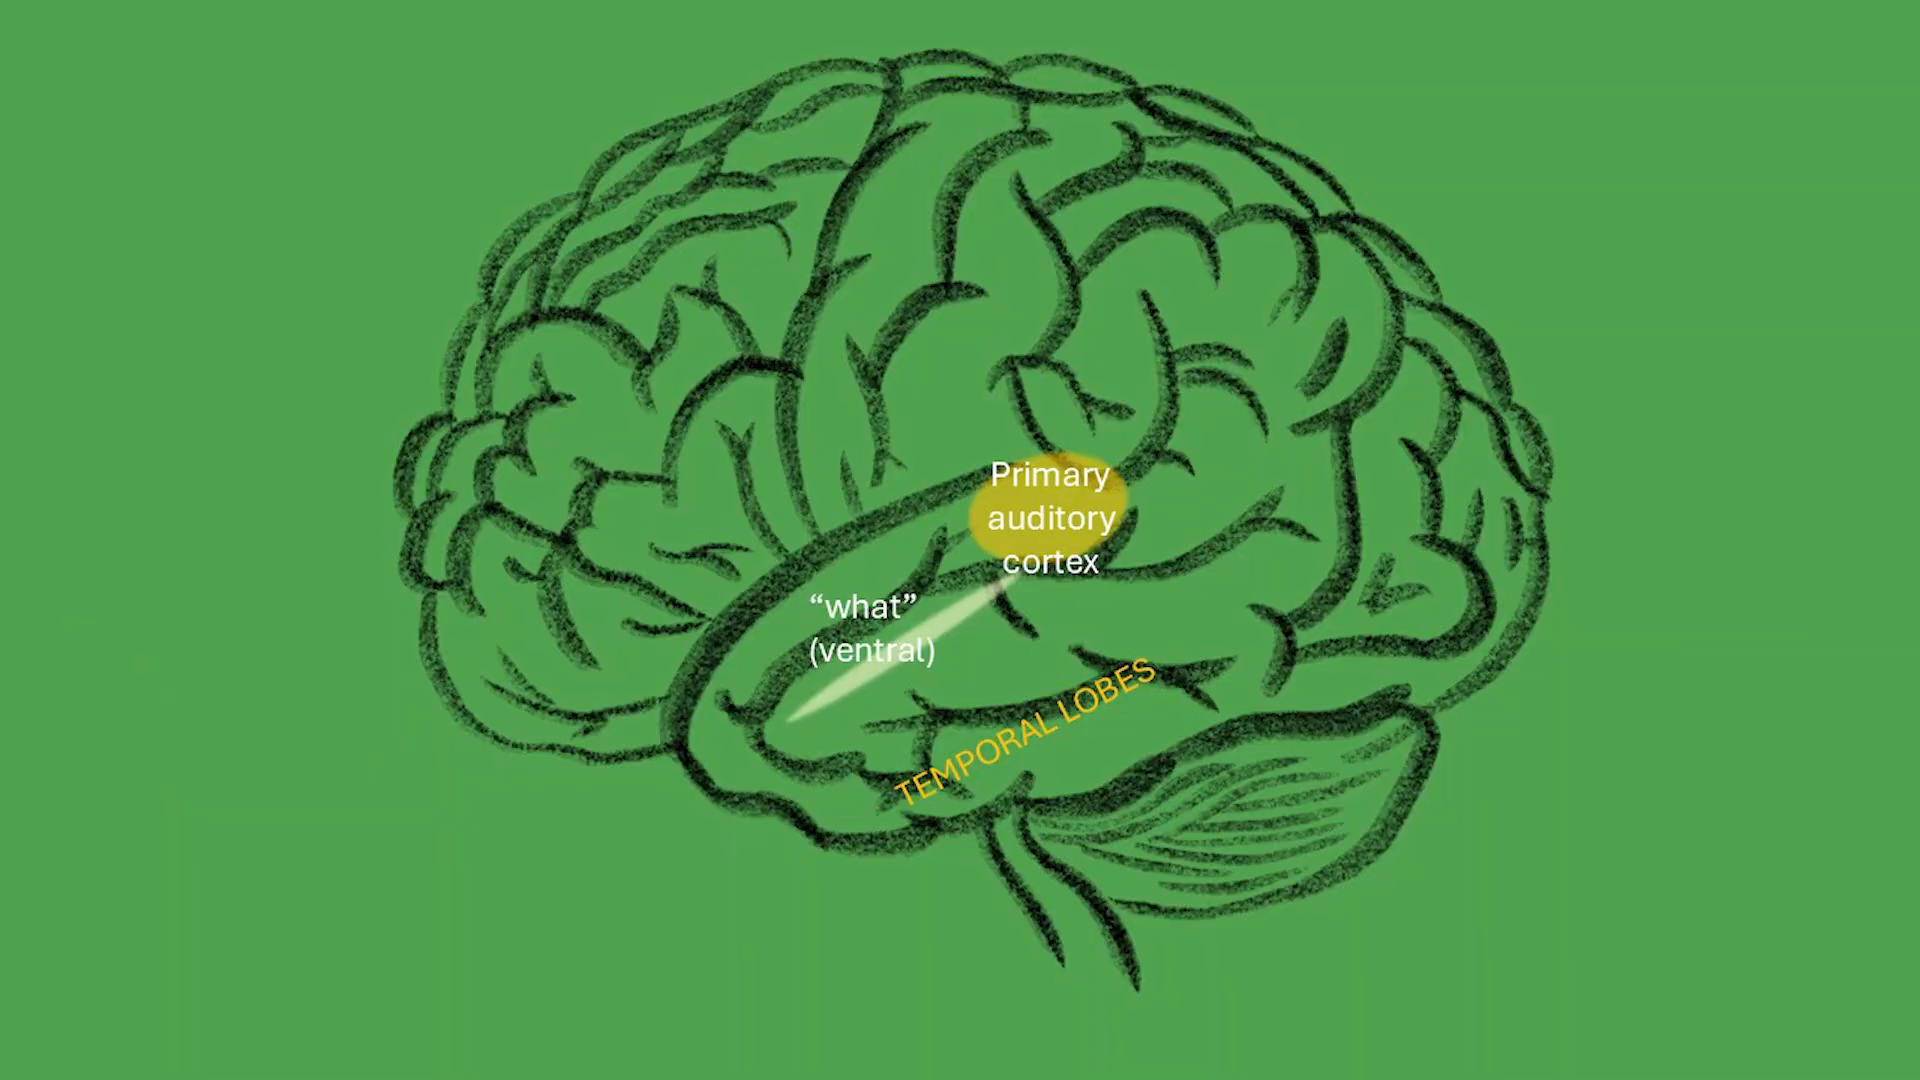 Primary
auditory
cortex
“what”
(ventral)
TEMPORAL LOBES